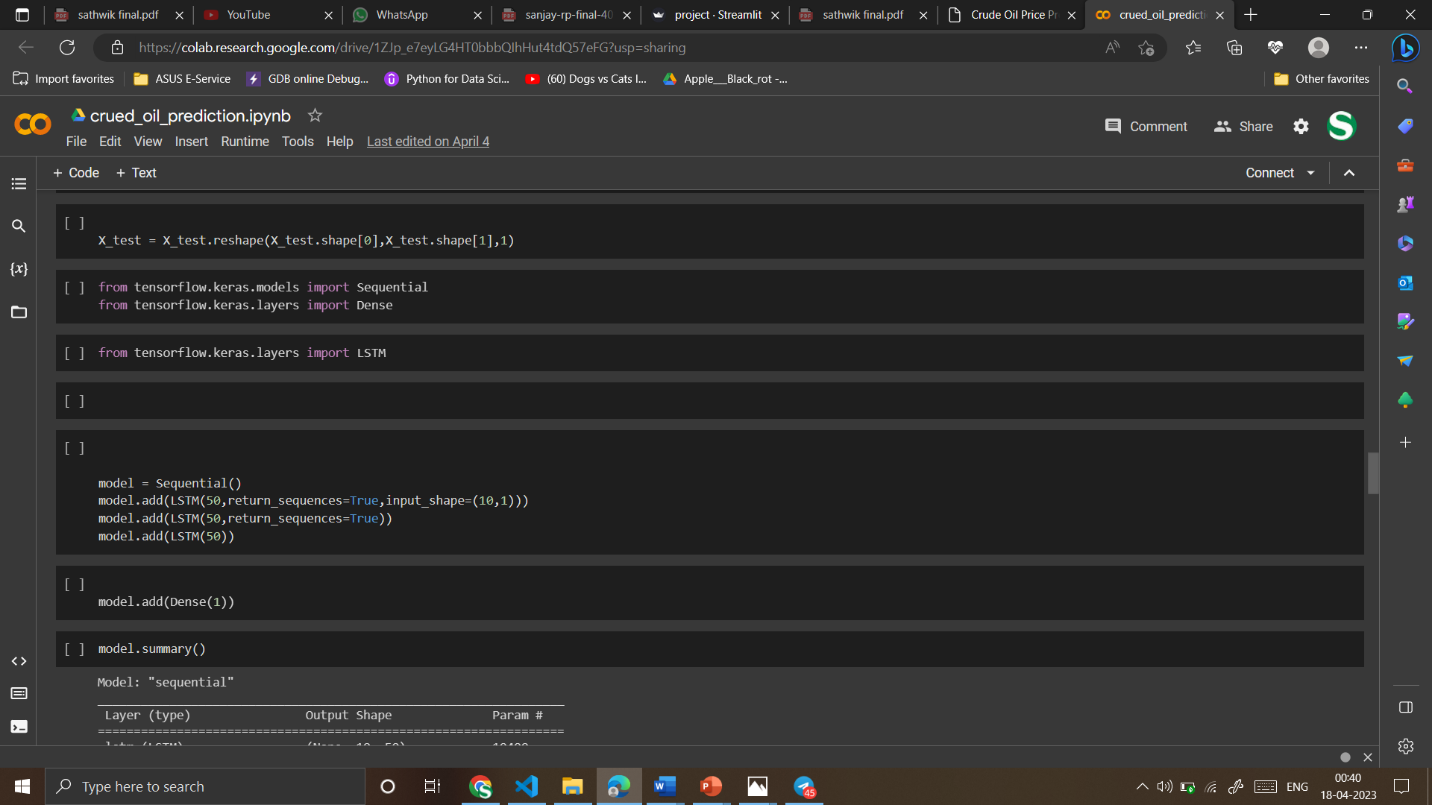 sathwik final.pdf
YouTube
WhatsApp
sanjay-rp-final-40
project · Streamlit
sathwik final.pdf
Crude Oil Price Pr
crued_oil_predicti
https://colab.research.google.com/drive/1ZJp_e7eyLG4HT0bbbQlhHut4tdQ57eFG?usp=sharing
Import favorites
ASUS E-Service
GDB online Debug...
Python for Data Sci...
(60) Dogs vs Cats I...
Apple___Black_rot -...
Other favorites
crued_oil_prediction.ipynb
File Edit View Insert Runtime Tools Help Last edited on April 4
Comment
Share
+ Code + Text
Connect
[ ]
X_test = X_test.reshape(X_test.shape[0],X_test.shape[1],1)
[ ] from tensorflow.keras.models import Sequential
from tensorflow.keras.layers import Dense
[ ] from tensorflow.keras.layers import LSTM
[ ]
[ ]
model = Sequential()
model.add(LSTM(50,return_sequences=True,input_shape=(10,1)))
model.add(LSTM(50,return_sequences=True))
model.add(LSTM(50))
[ ]
model.add(Dense(1))
[ ] model.summary()
Model: "sequential"
Layer (type) Output Shape Param #
Type here to search
45
ENG
00:40
18-04-2023